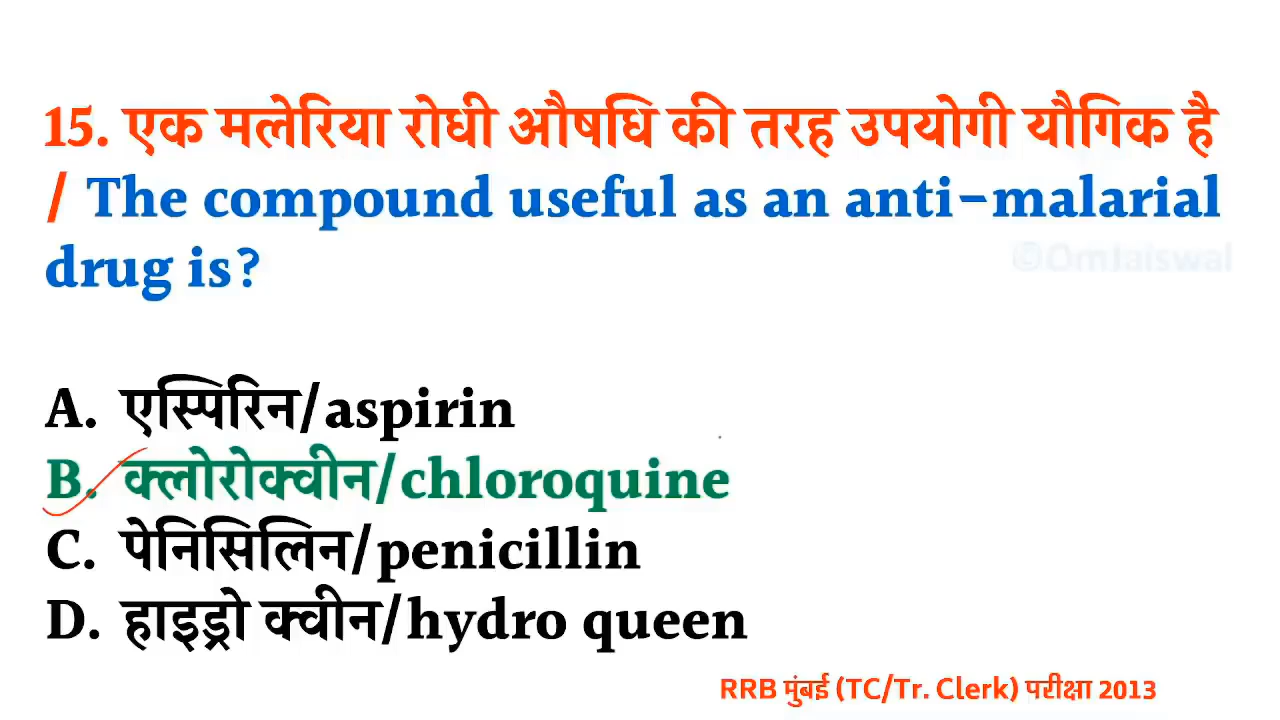 15. एक मलेरिया रोधी औषधि की तरह उपयोगी यौगिक है
/ The compound useful as an anti-malarial
drug is?
©OmJaiswal
A. एस्पिरिन/aspirin
B. क्लोरोक्वीन/chloroquine
C. पेनिसिलिन/penicillin
D. हाइड्रो क्वीन/hydro queen
RRB मुंबई (TC/Tr. Clerk) परीक्षा 2013